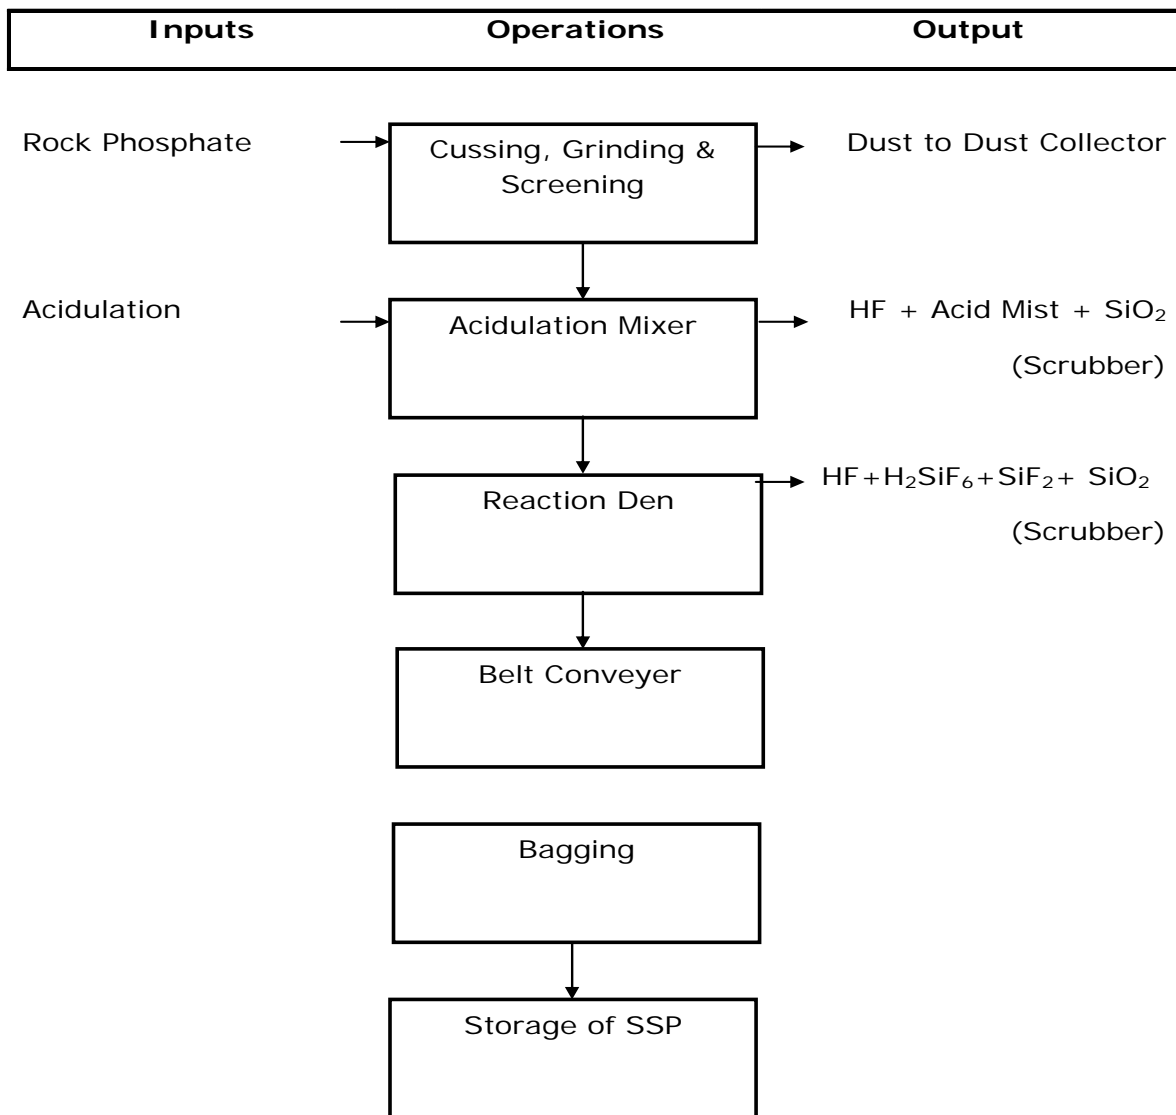 Inputs Operations Output
Rock Phosphate
Cussing, Grinding &
Screening
Dust to Dust Collector
Acidulation
Acidulation Mixer
HF + Acid Mist + SiO₂
(Scrubber)
Reaction Den
HF+H₂SiF₆+SiF₂+ SiO₂
(Scrubber)
Belt Conveyer
Bagging
Storage of SSP